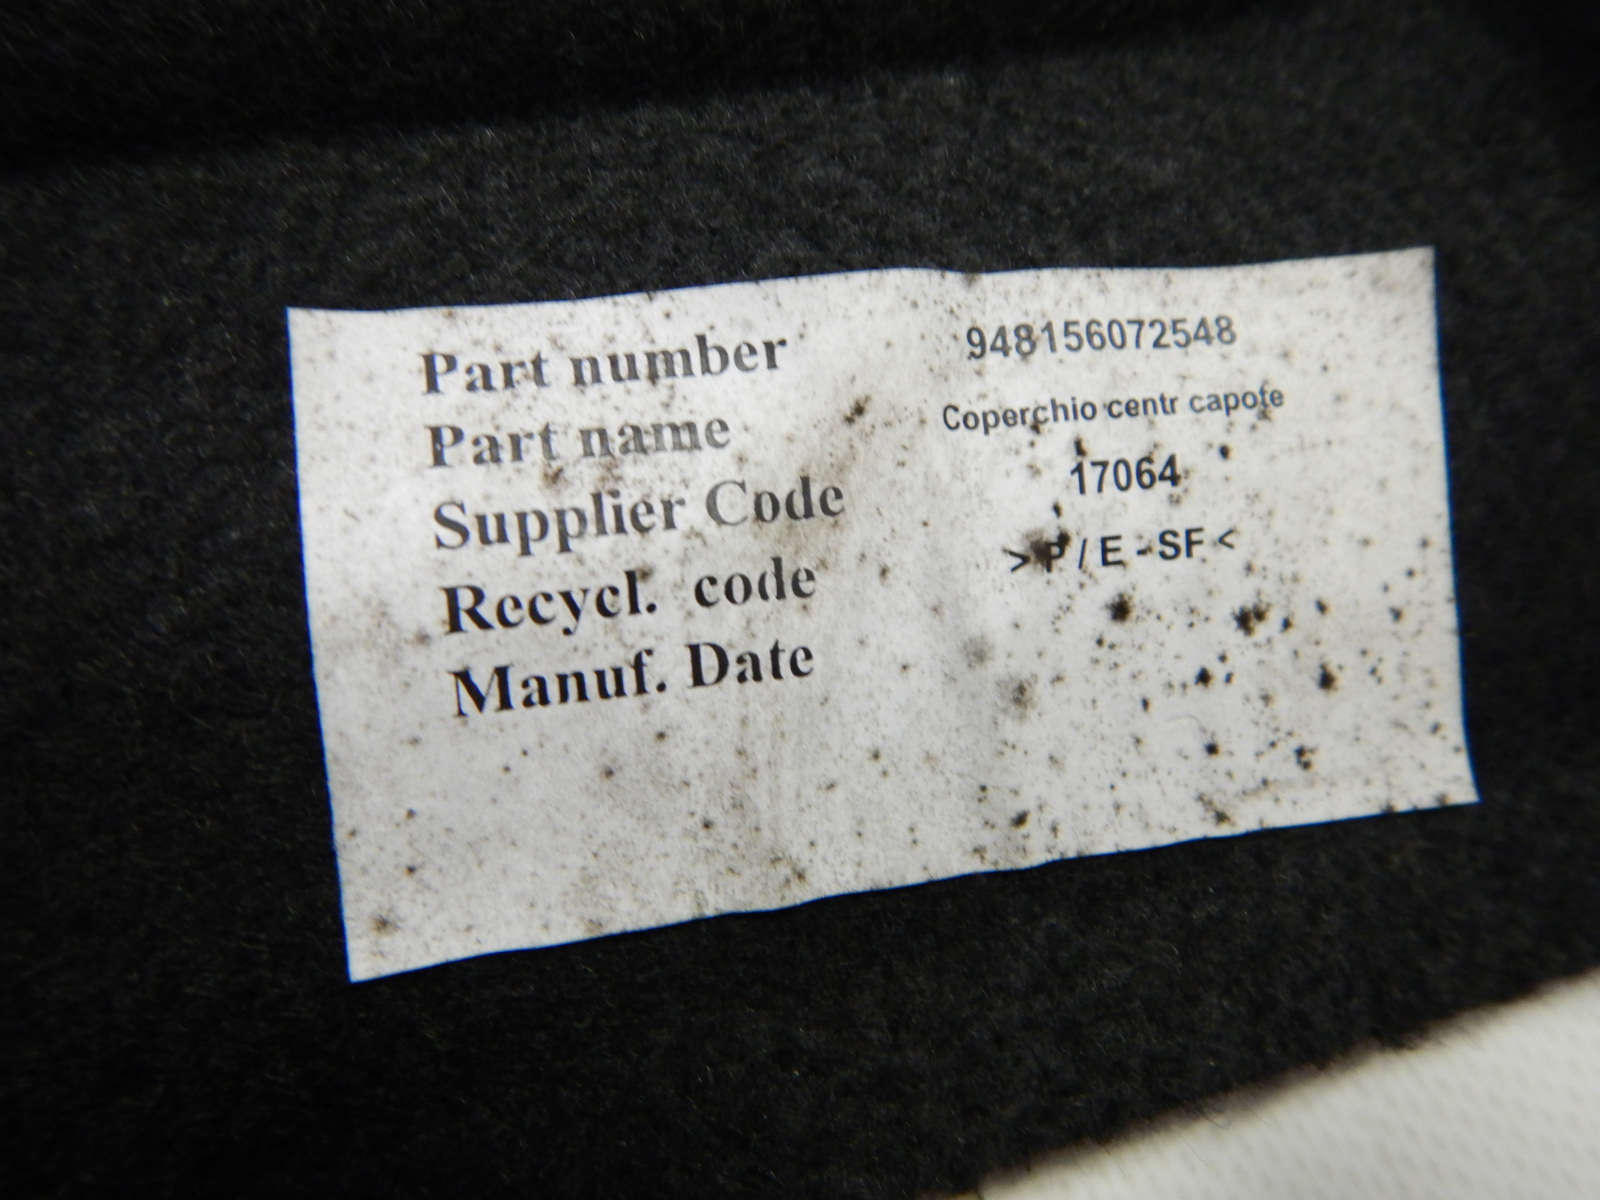 Part number 948156072548
Part name Coperchio centr capote
Supplier Code 17064
Recycl. code > P / E - SF <
Manuf. Date